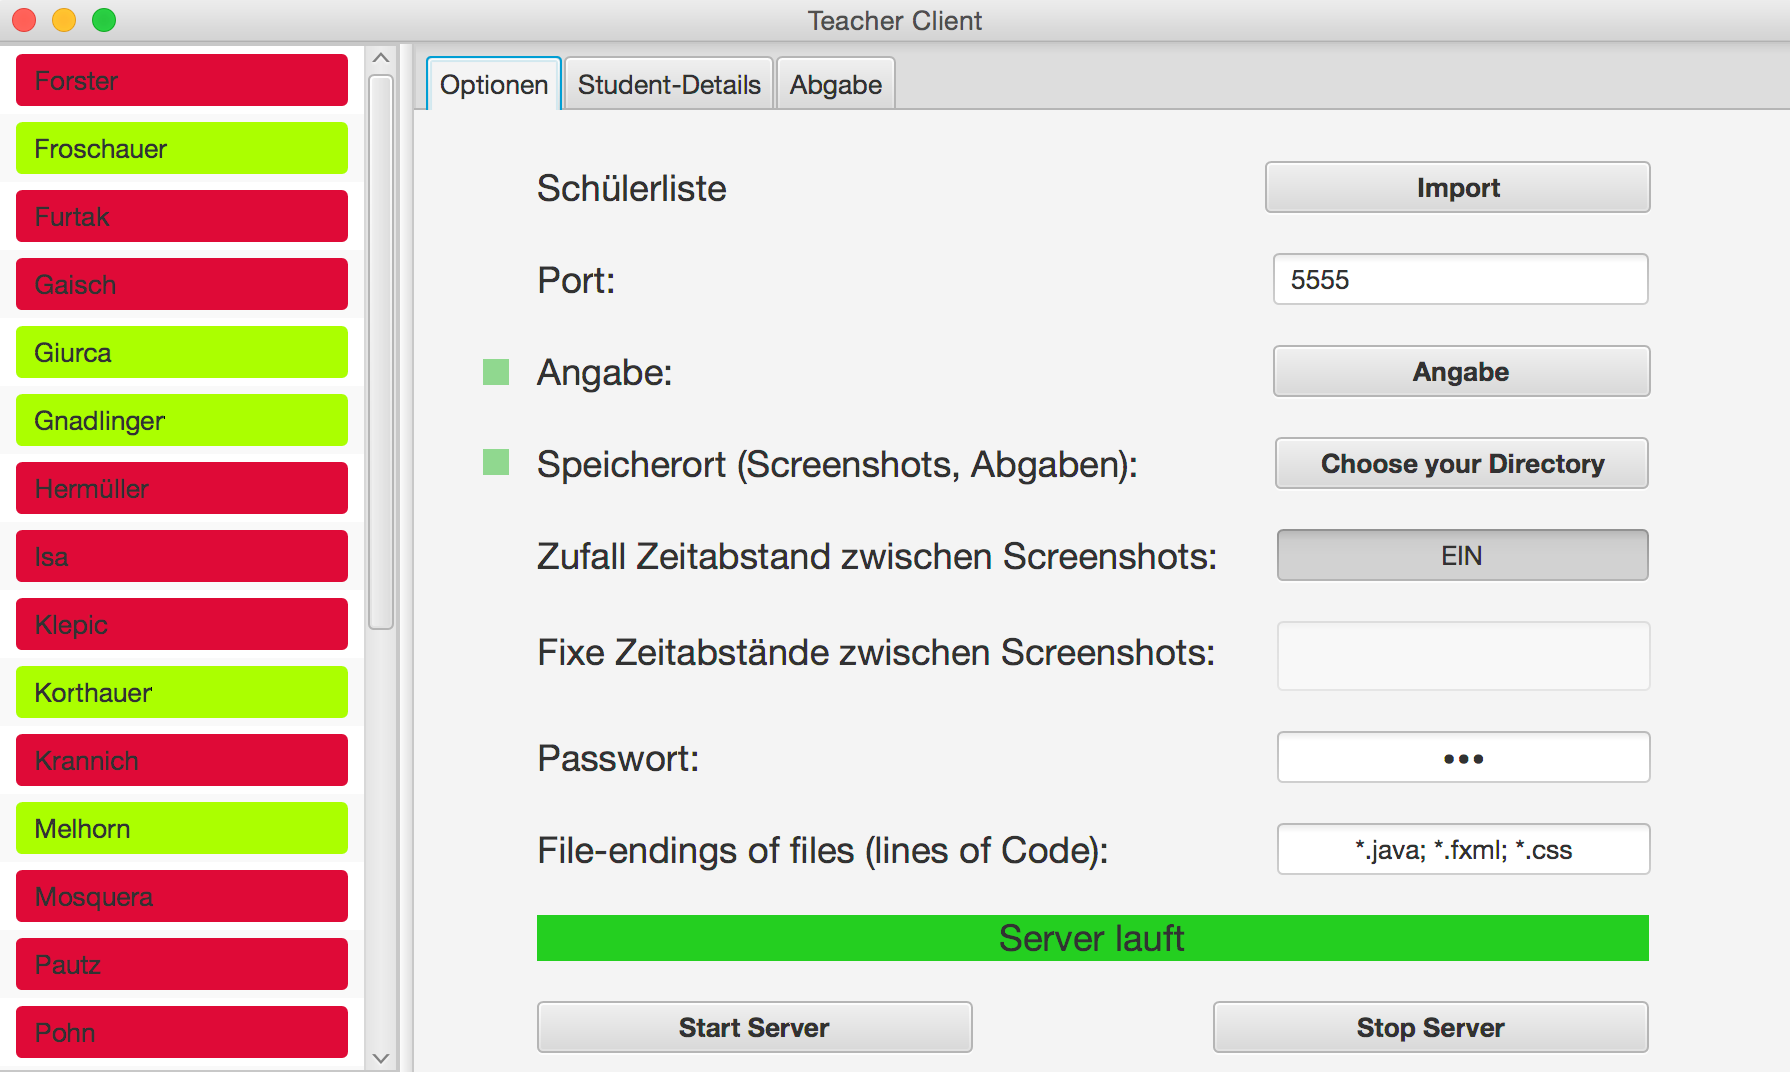 Teacher Client
Forster
Froschauer
Furtak
Gaisch
Giurca
Gnadlinger
Hermüller
Isa
Klepic
Korthauer
Krannich
Melhorn
Mosquera
Pautz
Pohn
Optionen Student-Details Abgabe
Schülerliste Import
Port: 5555
Angabe: Angabe
Speicherort (Screenshots, Abgaben): Choose your Directory
Zufall Zeitabstand zwischen Screenshots: EIN
Fixe Zeitabstände zwischen Screenshots:
Passwort: •••
File-endings of files (lines of Code): *.java; *.fxml; *.css
Server lauft
Start Server Stop Server